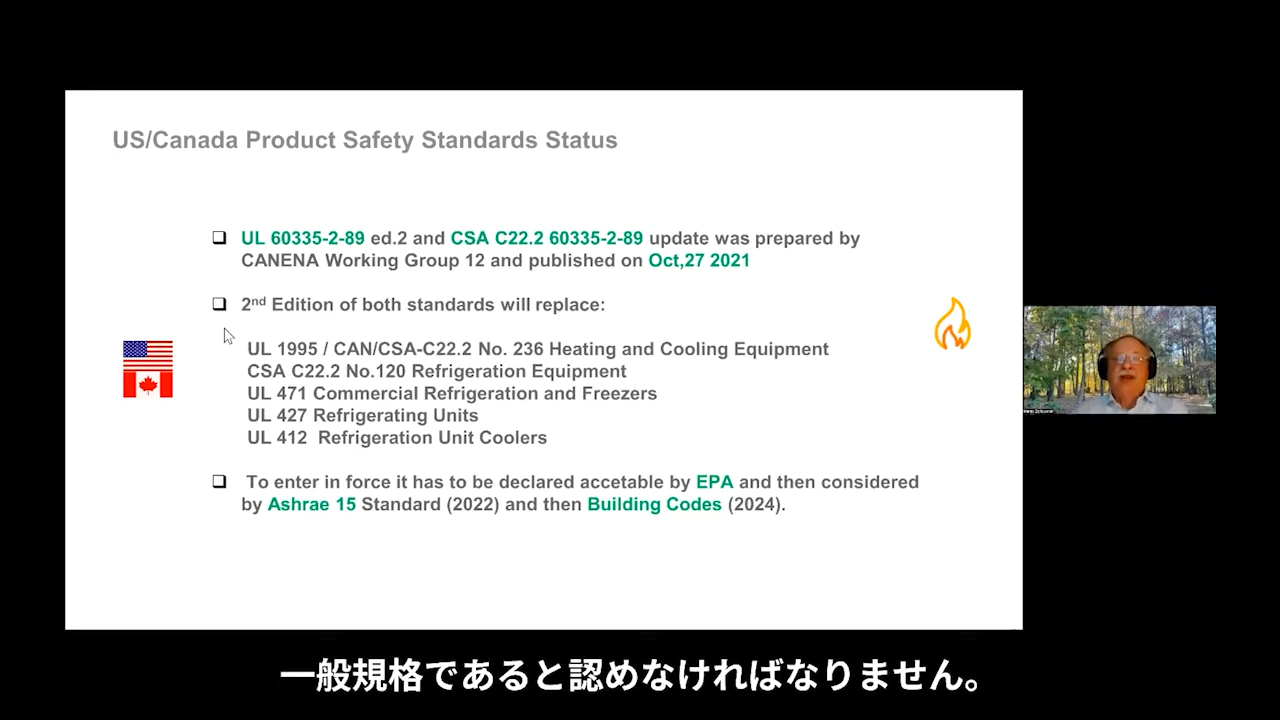 US/Canada Product Safety Standards Status
UL 60335-2-89 ed.2 and CSA C22.2 60335-2-89 update was prepared by
CANENA Working Group 12 and published on Oct,27 2021
2nd Edition of both standards will replace:
UL 1995 / CAN/CSA-C22.2 No. 236 Heating and Cooling Equipment
CSA C22.2 No.120 Refrigeration Equipment
UL 471 Commercial Refrigeration and Freezers
UL 427 Refrigerating Units
UL 412 Refrigeration Unit Coolers
To enter in force it has to be declared accetable by EPA and then considered
by Ashrae 15 Standard (2022) and then Building Codes (2024).
一般規格であると認めなければなりません。